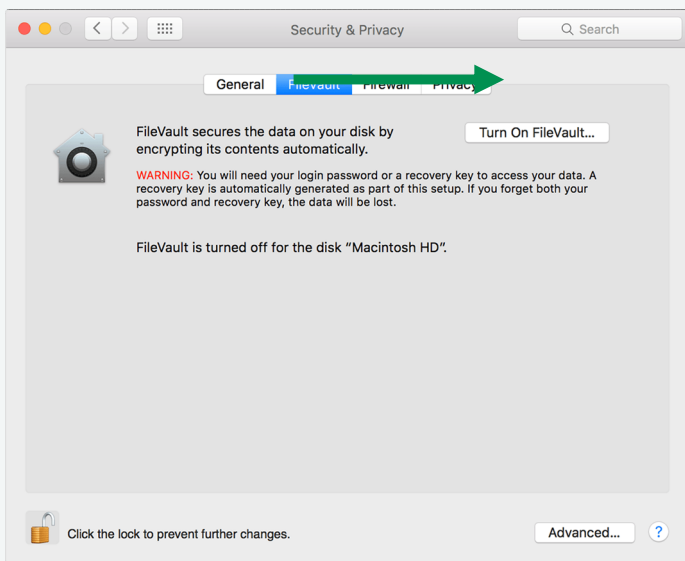 Security & Privacy
Search
General FileVault Firewall Privacy
FileVault secures the data on your disk by
encrypting its contents automatically.
Turn On FileVault...
WARNING: You will need your login password or a recovery key to access your data. A
recovery key is automatically generated as part of this setup. If you forget both your
password and recovery key, the data will be lost.
FileVault is turned off for the disk “Macintosh HD”.
Click the lock to prevent further changes.
Advanced...
?